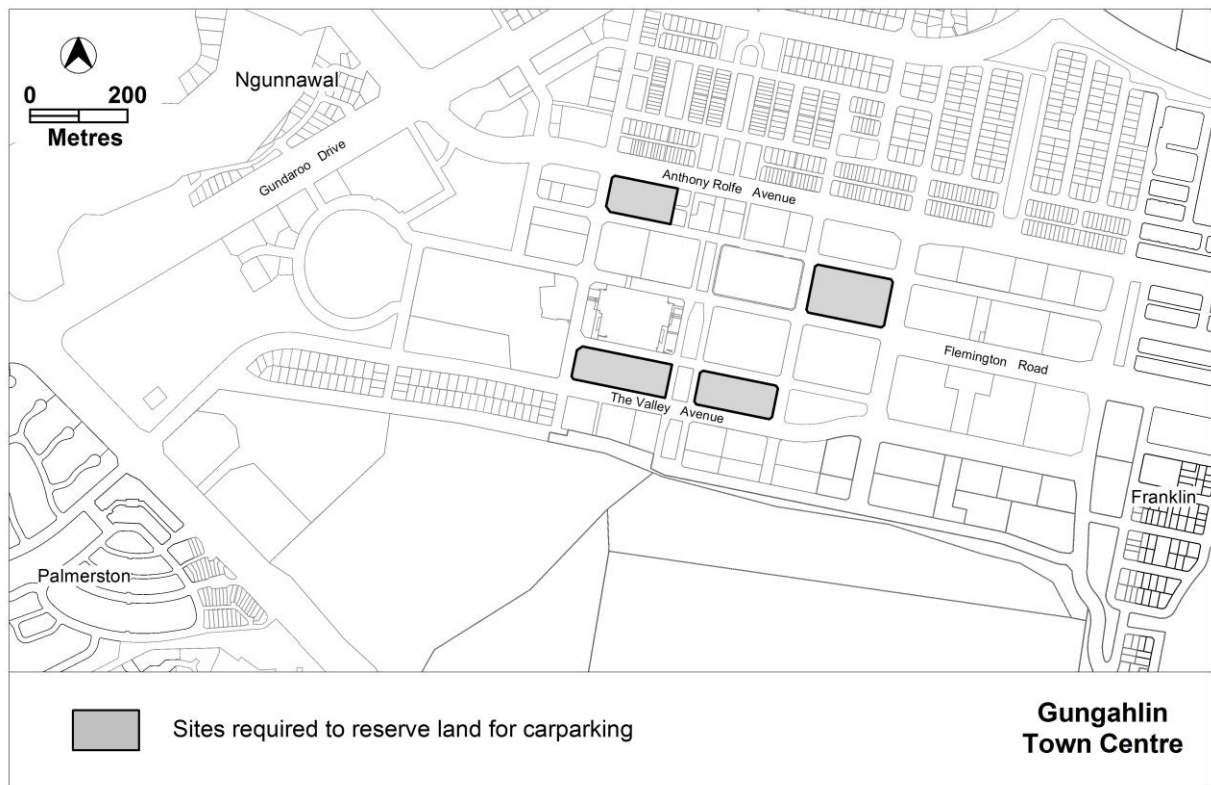 Ngunnawal
0 200
Metres
Gundaroo Drive
Anthony Rolfe Avenue
Flemington Road
The Valley Avenue
Franklin
Palmerston
Sites required to reserve land for carparking
Gungahlin
Town Centre